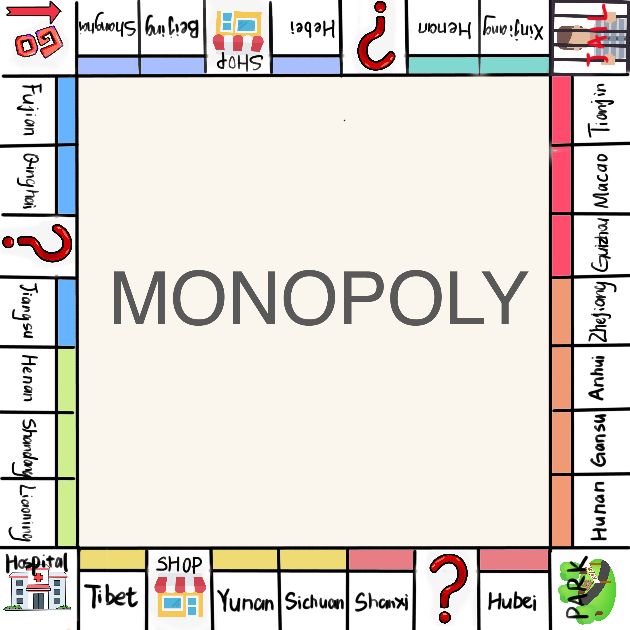 GO
Shanghai
Beijing
SHOP
Hebei
?
Henan
Xinjiang
JAIL
Tianjin
Macao
Guizhou
Zhejiang
Anhui
Gansu
Hunan
PARK
Hubei
?
Shanxi
Sichuan
Yunan
SHOP
Tibet
Hospital
Liaoning
Shandong
Henan
Jiangsu
?
Qinghai
Fujian
MONOPOLY